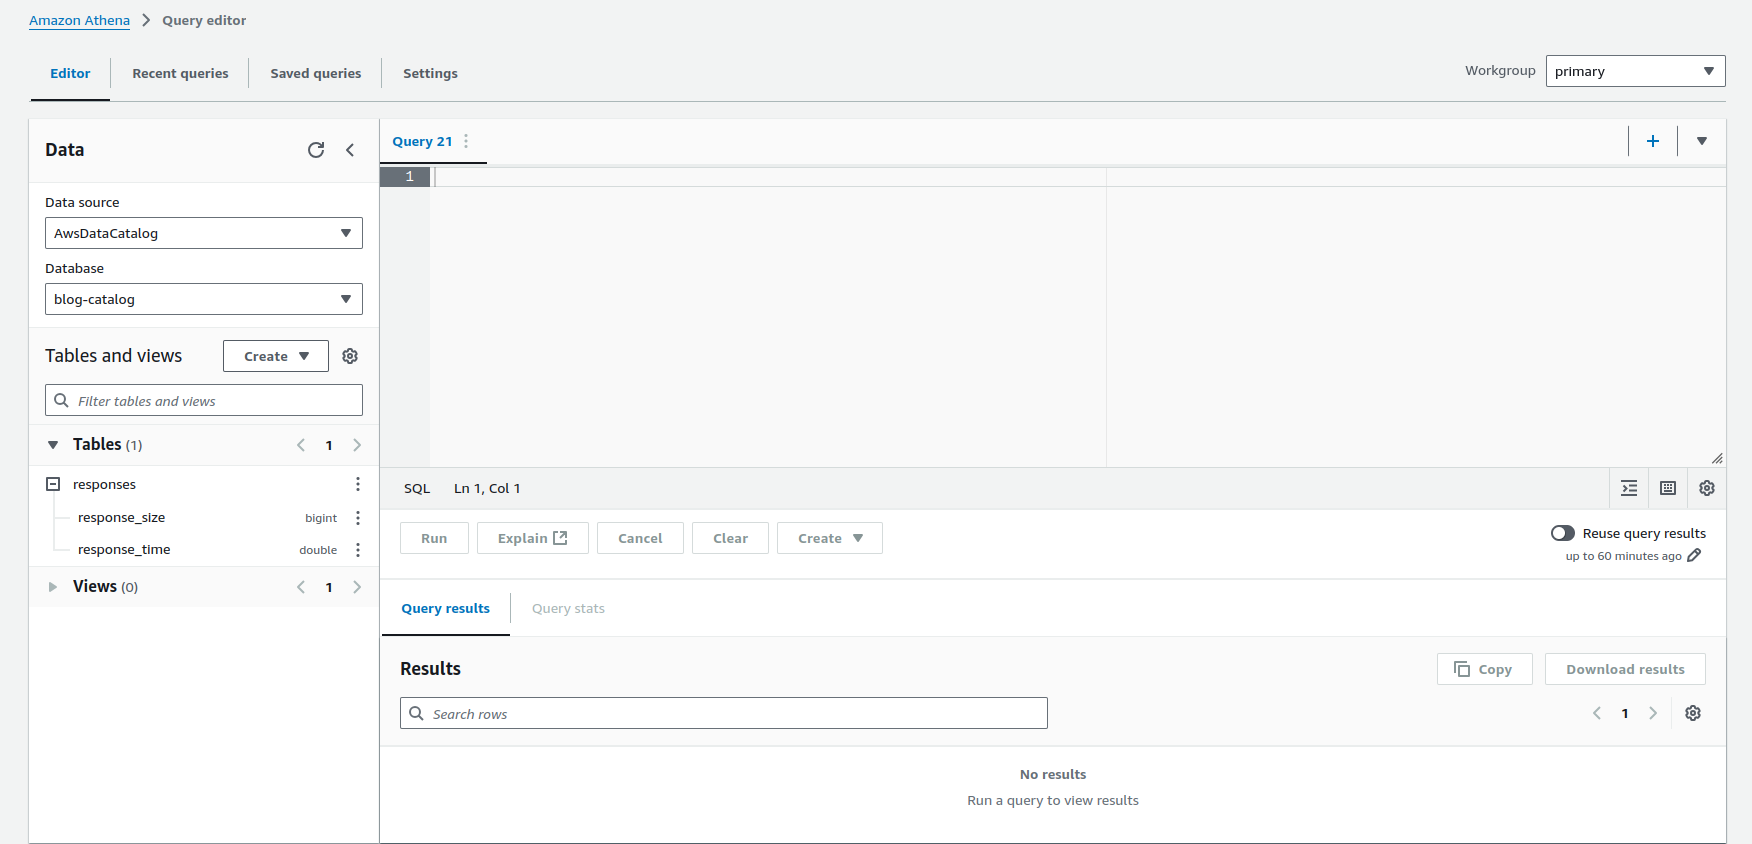 Amazon Athena > Query editor
Editor Recent queries Saved queries Settings
Workgroup primary
Data
Data source
AwsDataCatalog
Database
blog-catalog
Tables and views Create
Filter tables and views
Tables (1) < 1 >
responses
response_size bigint
response_time double
Views (0) < 1 >
Query 21
1
SQL Ln 1, Col 1
Run Explain Cancel Clear Create
Reuse query results
up to 60 minutes ago
Query results Query stats
Results
Copy Download results
Search rows
< 1 >
No results
Run a query to view results